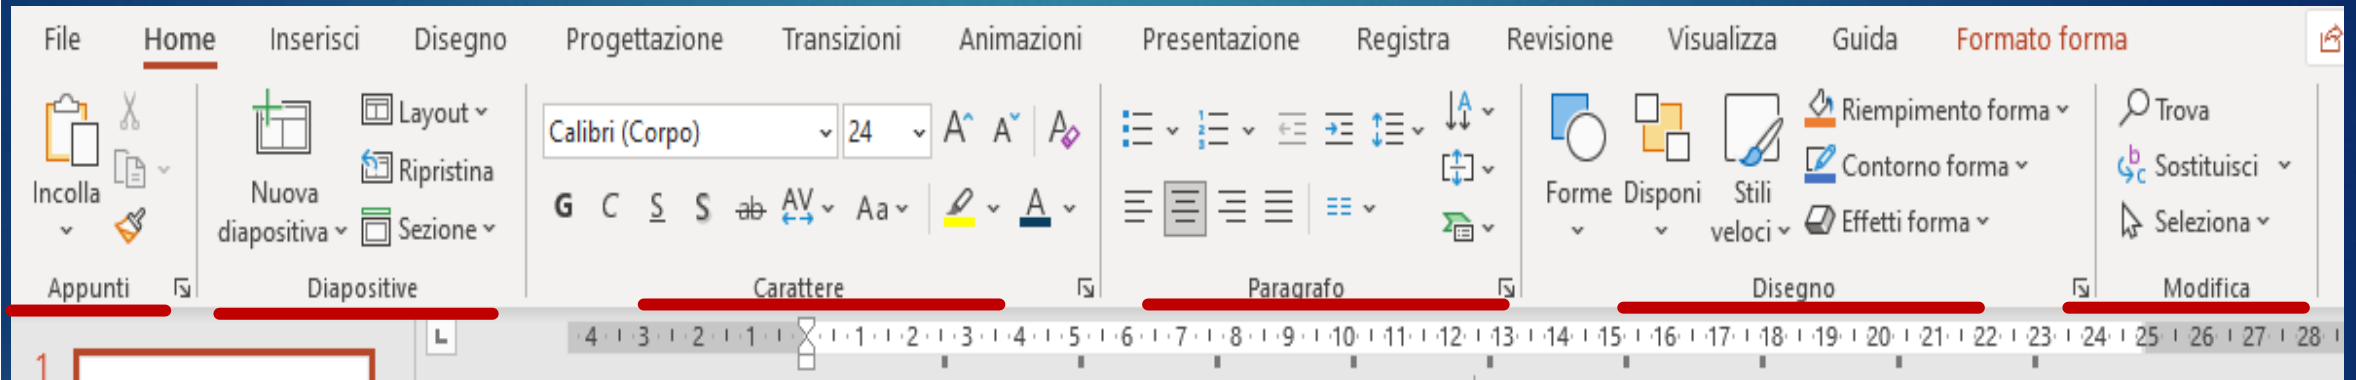 File Home Inserisci Disegno Progettazione Transizioni Animazioni Presentazione Registra Revisione Visualizza Guida Formato forma
Incolla
Appunti
Nuova
diapositiva
Layout
Ripristina
Sezione
Diapositive
Calibri (Corpo) 24 A A A
G C S S ab AV Aa A
Carattere
Paragrafo
Forme Disponi Stili
veloci
Riempimento forma
Contorno forma
Effetti forma
Disegno
Trova
Sostituisci
Seleziona
Modifica
4 3 2 1 1 2 3 4 5 6 7 8 9 10 11 12 13 14 15 16 17 18 19 20 21 22 23 24 25 26 27 28
1